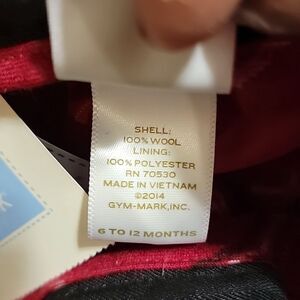 SHELL:
100% WOOL
LINING:
100% POLYESTER
RN 70530
MADE IN VIETNAM
©2014
GYM-MARK, INC.
6 TO 12 MONTHS